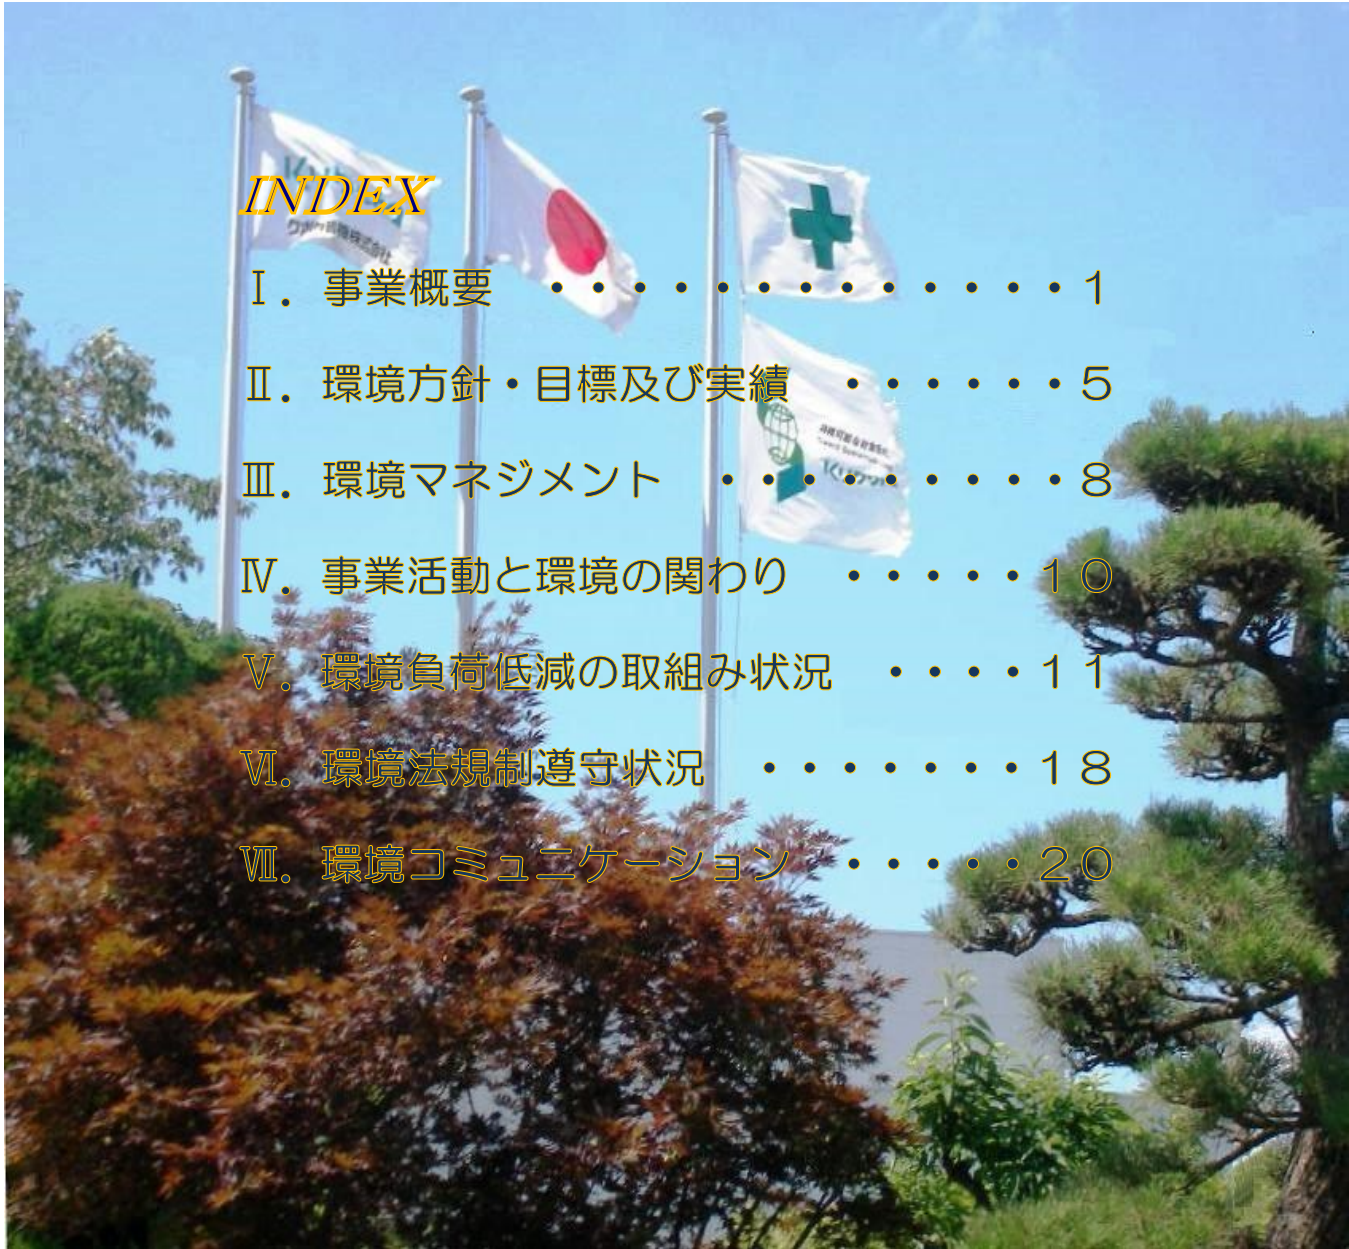 INDEX
Ⅰ．事業概要　・・・・・・・・・・・・・１
Ⅱ．環境方針・目標及び実績　・・・・・・５
Ⅲ．環境マネジメント　・・・・・・・・・８
Ⅳ．事業活動と環境の関わり　・・・・・１０
Ⅴ．環境負荷低減の取組み状況　・・・・１１
Ⅵ．環境法規制遵守状況　・・・・・・・１８
Ⅶ．環境コミュニケーション　・・・・・２０